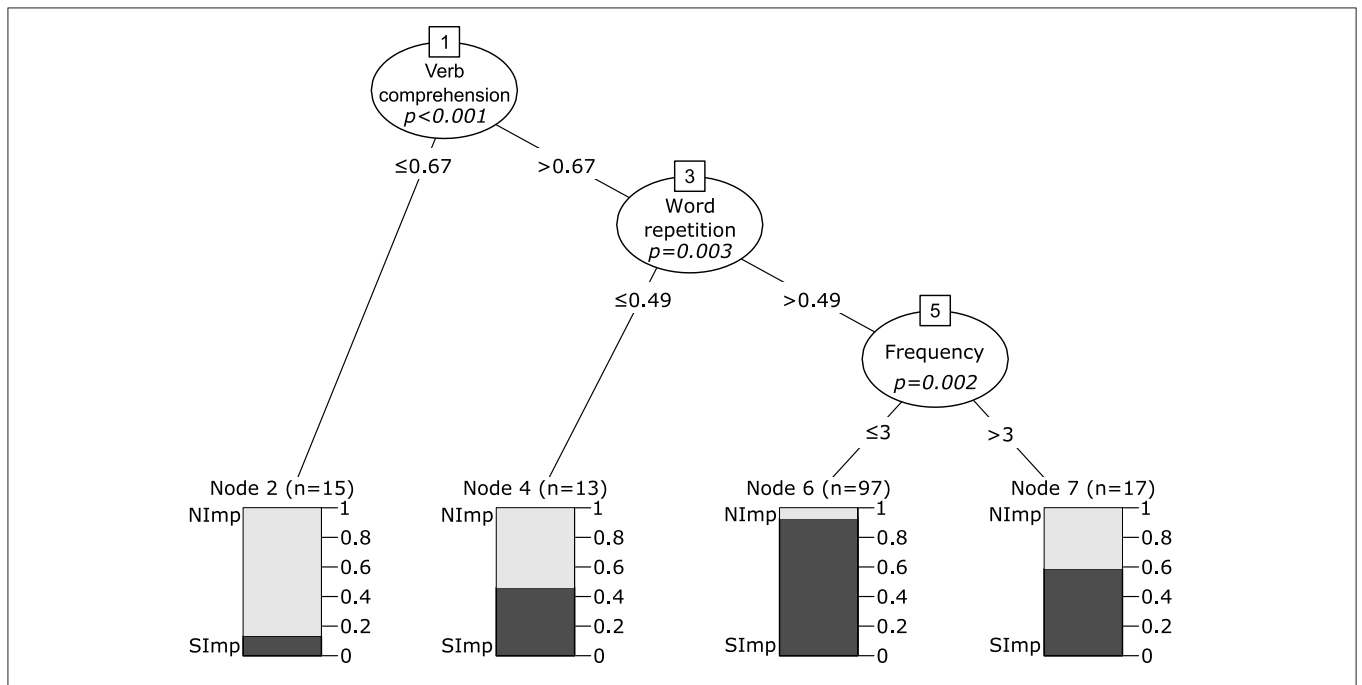 1
Verb
comprehension
p<0.001
≤0.67
>0.67
3
Word
repetition
p=0.003
≤0.49
>0.49
5
Frequency
p=0.002
≤3
>3
Node 2 (n=15)
NImp
SImp
1
0.8
0.6
0.4
0.2
0
Node 4 (n=13)
NImp
SImp
1
0.8
0.6
0.4
0.2
0
Node 6 (n=97)
NImp
SImp
1
0.8
0.6
0.4
0.2
0
Node 7 (n=17)
NImp
SImp
1
0.8
0.6
0.4
0.2
0